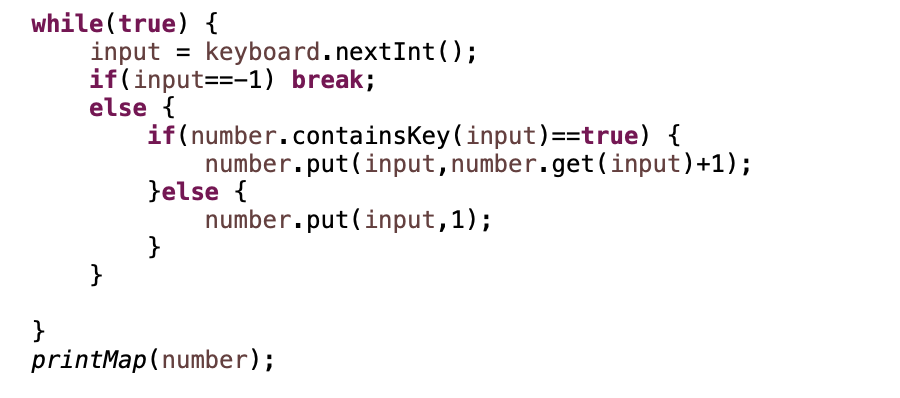 while(true) {
    input = keyboard.nextInt();
    if(input==-1) break;
    else {
        if(number.containsKey(input)==true) {
            number.put(input,number.get(input)+1);
        }else {
            number.put(input,1);
        }
    }

}
printMap(number);